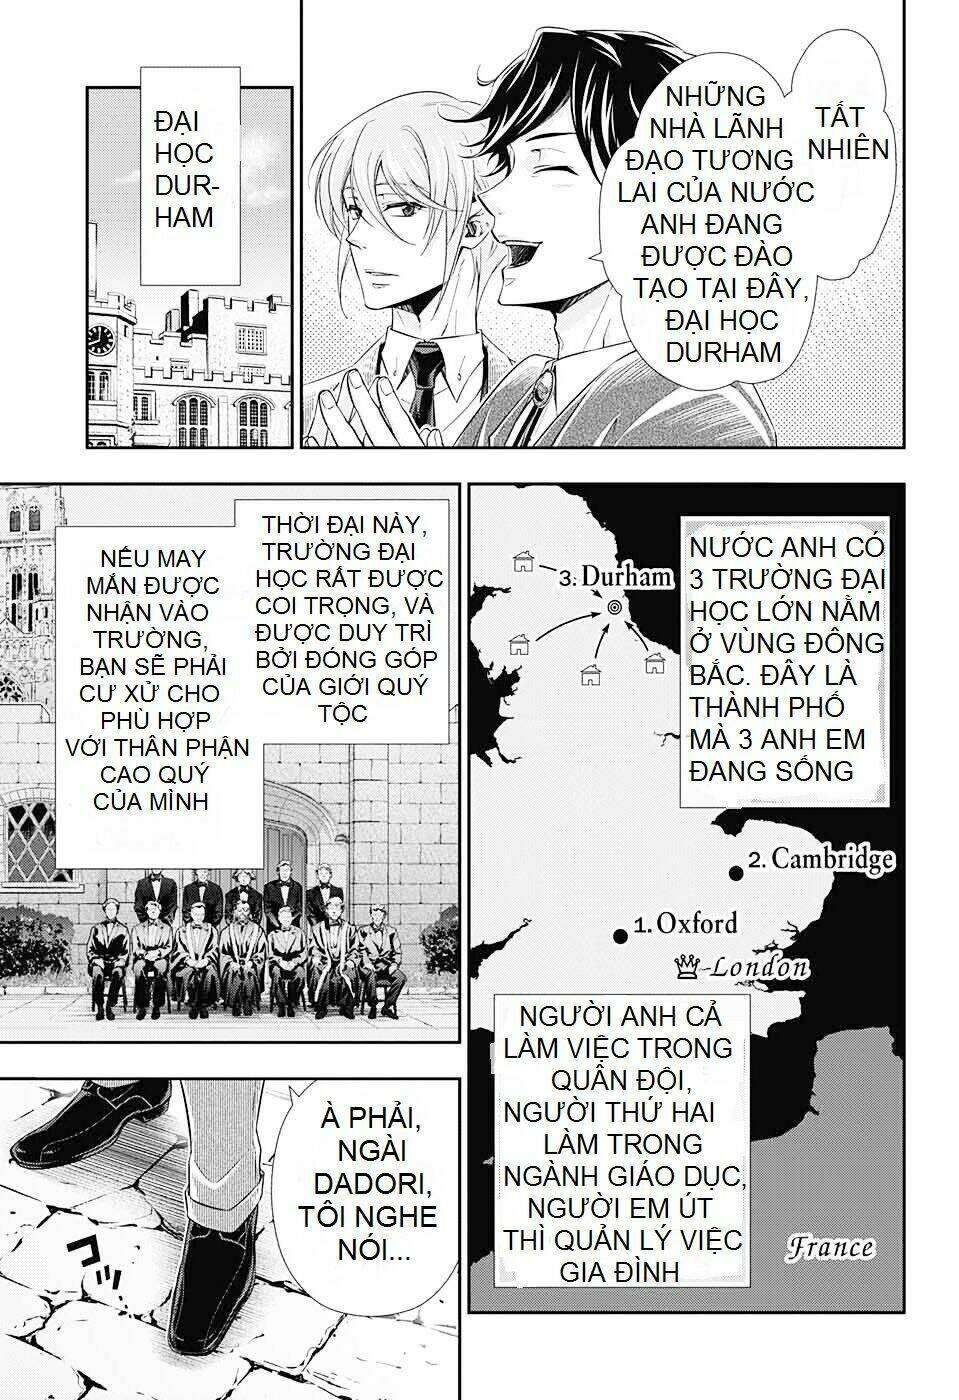 TẤT
NHIÊN
NHỮNG
NHÀ LÃNH
ĐẠO TƯƠNG
LAI CỦA NƯỚC
ANH ĐANG
ĐƯỢC ĐÀO
TẠO TẠI ĐÂY,
ĐẠI HỌC
DURHAM
ĐẠI
HỌC
DUR-
HAM
NƯỚC ANH CÓ
3 TRƯỜNG ĐẠI
HỌC LỚN NẰM
Ở VÙNG ĐÔNG
BẮC. ĐÂY LÀ
THÀNH PHỐ
MÀ 3 ANH EM
ĐANG SỐNG
3. Durham
2. Cambridge
1. Oxford
London
NGƯỜI ANH CẢ
LÀM VIỆC TRONG
QUÂN ĐỘI,
NGƯỜI THỨ HAI
LÀM TRONG
NGÀNH GIÁO DỤC,
NGƯỜI EM ÚT
THÌ QUẢN LÝ VIỆC
GIA ĐÌNH
France
THỜI ĐẠI NÀY,
TRƯỜNG ĐẠI
HỌC RẤT ĐƯỢC
COI TRỌNG, VÀ
ĐƯỢC DUY TRÌ
BỞI ĐÓNG GÓP
CỦA GIỚI QUÝ
TỘC
NẾU MAY
MẮN ĐƯỢC
NHẬN VÀO
TRƯỜNG,
BẠN SẼ PHẢI
CƯ XỬ CHO
PHÙ HỢP
VỚI THÂN PHẬN
CAO QUÝ
CỦA MÌNH
À PHẢI,
NGÀI
DADORI,
TÔI NGHE
NÓI...
コッ